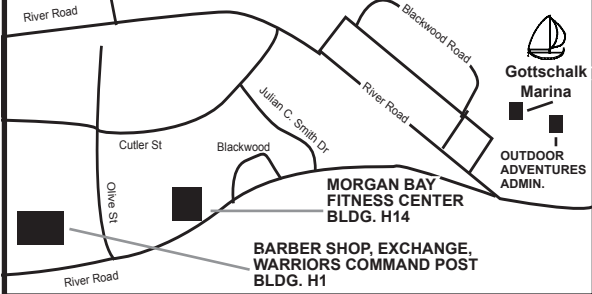 River Road
Blackwood Road
Gottschalk
Marina
River Road
Julian C. Smith Dr
Cutler St
Blackwood
OUTDOOR
ADVENTURES
ADMIN.
Olive St
MORGAN BAY
FITNESS CENTER
BLDG. H14
BARBER SHOP, EXCHANGE,
WARRIORS COMMAND POST
BLDG. H1
River Road